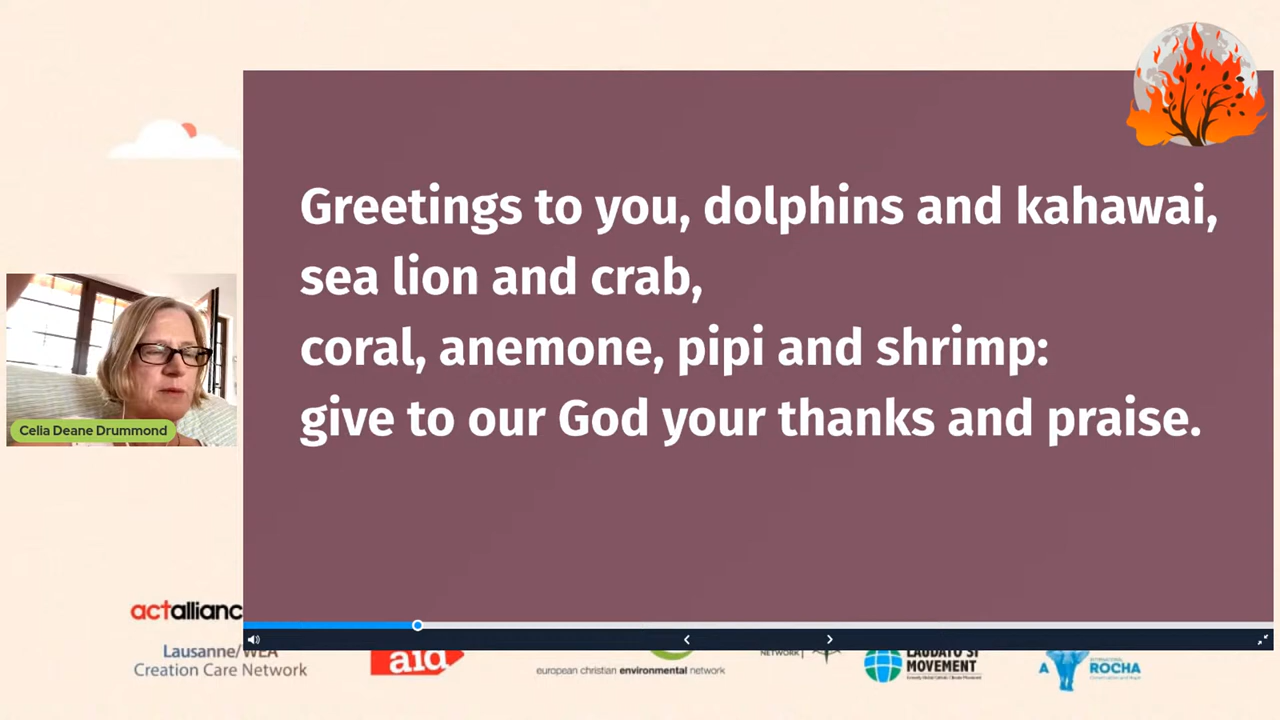 Greetings to you, dolphins and kahawai,
sea lion and crab,
coral, anemone, pipi and shrimp:
give to our God your thanks and praise.
Celia Deane Drummond
actallianc
Lausanne/WEA
Creation Care Network
aid
european christian environmental network
NETWORK
LAUDATO SI'
MOVEMENT
A ROCHA